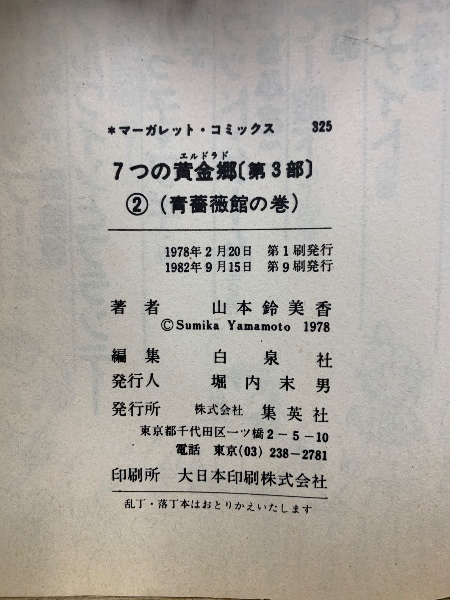 *マーガレット・コミックス 325
エルドラド
7つの黄金郷〔第3部〕
②(青薔薇館の巻)
1978年2月20日 第1刷発行
1982年9月15日 第9刷発行
著者 山本鈴美香
©Sumika Yamamoto 1978
編集 白泉社
発行人 堀内末男
発行所 株式会社 集英社
東京都千代田区一ツ橋2-5-10
電話 東京(03) 238-2781
印刷所 大日本印刷株式会社
乱丁・落丁本はおとりかえいたします